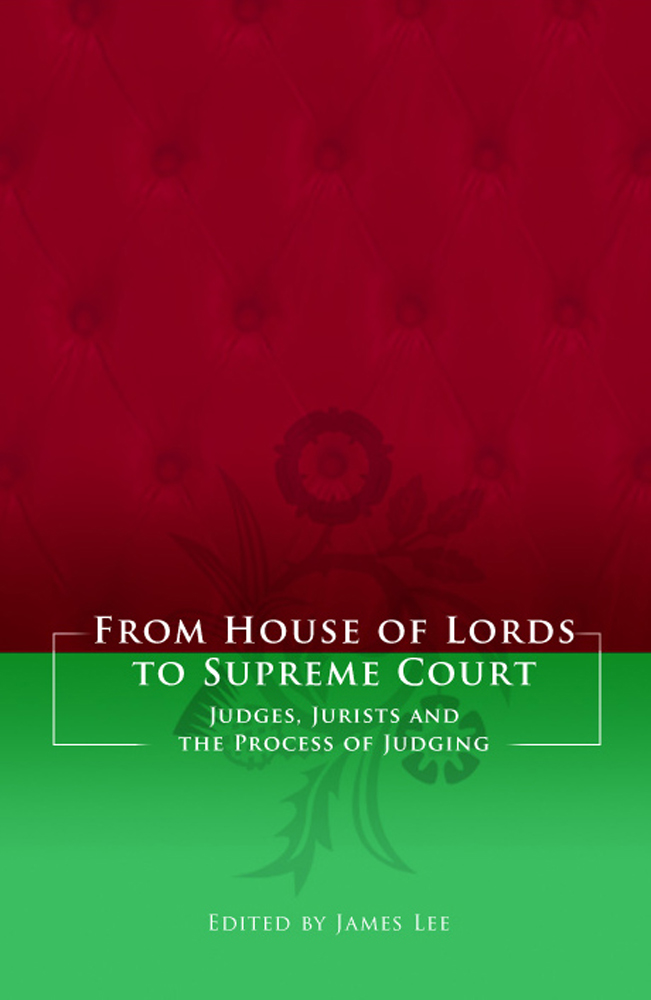 From House of Lords
to Supreme Court
Judges, Jurists and
the Process of Judging
Edited by James Lee